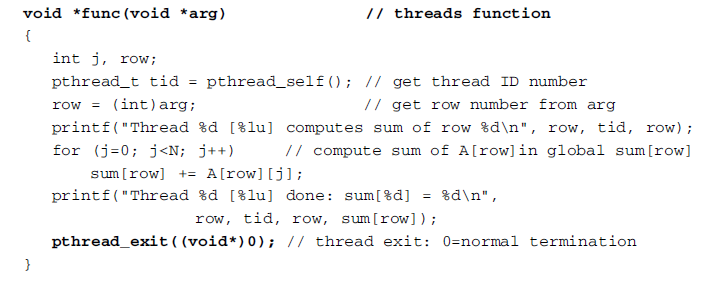 void *func(void *arg)              // threads function
{
   int j, row;
   pthread_t tid = pthread_self(); // get thread ID number
   row = (int)arg;                 // get row number from arg
   printf("Thread %d [%lu] computes sum of row %d\n", row, tid, row);
   for (j=0; j<N; j++)      // compute sum of A[row]in global sum[row]
       sum[row] += A[row][j];
   printf("Thread %d [%lu] done: sum[%d] = %d\n",
                  row, tid, row, sum[row]);
   pthread_exit((void*)0); // thread exit: 0=normal termination
}